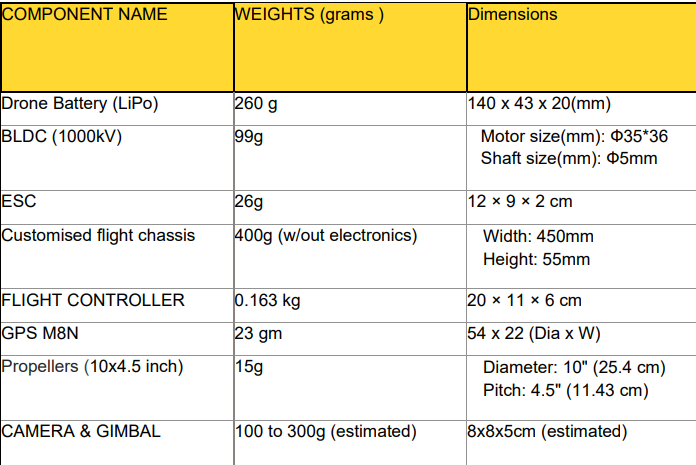 COMPONENT NAME WEIGHTS (grams ) Dimensions
Drone Battery (LiPo) 260 g 140 x 43 x 20(mm)
BLDC (1000kV) 99g Motor size(mm): Φ35*36
Shaft size(mm): Φ5mm
ESC 26g 12 × 9 × 2 cm
Customised flight chassis 400g (w/out electronics) Width: 450mm
Height: 55mm
FLIGHT CONTROLLER 0.163 kg 20 × 11 × 6 cm
GPS M8N 23 gm 54 x 22 (Dia x W)
Propellers (10x4.5 inch) 15g Diameter: 10" (25.4 cm)
Pitch: 4.5" (11.43 cm)
CAMERA & GIMBAL 100 to 300g (estimated) 8x8x5cm (estimated)